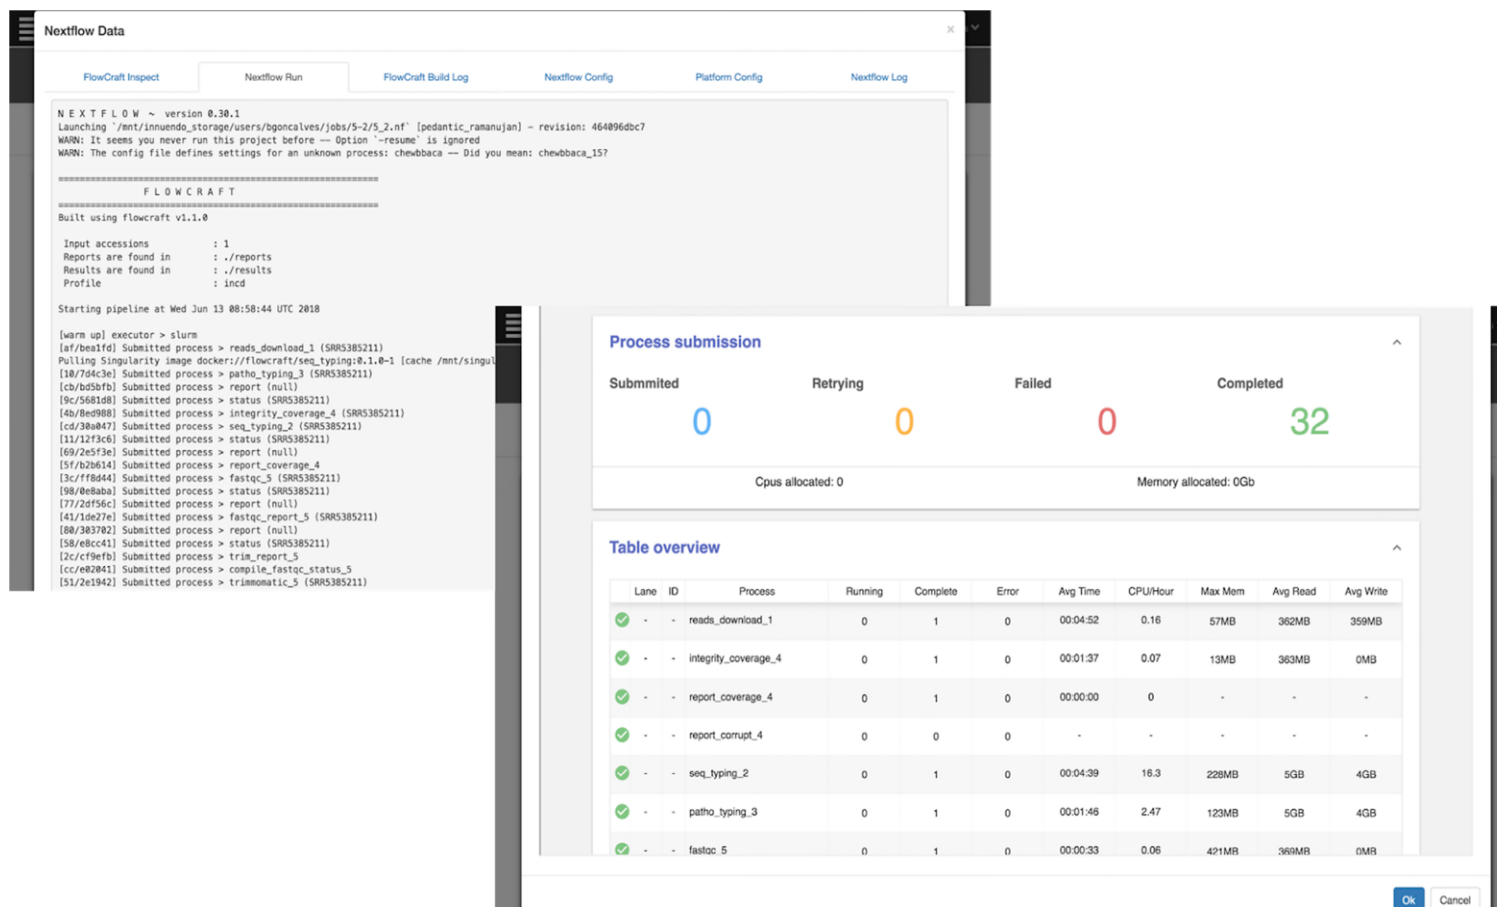 Nextflow Data
×
FlowCraft Inspect Nextflow Run FlowCraft Build Log Nextflow Config Platform Config Nextflow Log
N E X T F L O W ~ version 0.30.1
Launching `/mnt/innuendo_storage/users/bgoncalves/jobs/5-2/5_2.nf` [pedantic_ramanujan] - revision: 464096dbc7
WARN: It seems you never run this project before -- Option `-resume` is ignored
WARN: The config file defines settings for an unknown process: chewbbaca -- Did you mean: chewbbaca_15?
============================================================
F L O W C R A F T
============================================================
Built using flowcraft v1.1.0
Input accessions : 1
Reports are found in : ./reports
Results are found in : ./results
Profile : incd
Starting pipeline at Wed Jun 13 08:58:44 UTC 2018
[warm up] executor > slurm
[af/bea1fd] Submitted process > reads_download_1 (SRR5385211)
Pulling Singularity image docker://flowcraft/seq_typing:0.1.0-1 [cache /mnt/singul
[10/7d4c3e] Submitted process > patho_typing_3 (SRR5385211)
[cb/bd5bfb] Submitted process > report (null)
[9c/5681d8] Submitted process > status (SRR5385211)
[4b/8ed988] Submitted process > integrity_coverage_4 (SRR5385211)
[cd/30a047] Submitted process > seq_typing_2 (SRR5385211)
[11/12f3c6] Submitted process > status (SRR5385211)
[69/2e5f3e] Submitted process > report (null)
[5f/b2b614] Submitted process > report_coverage_4
[3c/ff8d44] Submitted process > fastqc_5 (SRR5385211)
[98/0e8aba] Submitted process > status (SRR5385211)
[77/2df56c] Submitted process > report (null)
[41/1de27e] Submitted process > fastqc_report_5 (SRR5385211)
[80/303702] Submitted process > report (null)
[58/e8cc41] Submitted process > status (SRR5385211)
[2c/cf9efb] Submitted process > trim_report_5
[cc/e02041] Submitted process > compile_fastqc_status_5
[51/2e1942] Submitted process > trimmomatic_5 (SRR5385211)
Process submission
Submmited Retrying Failed Completed
0 0 0 32
Cpus allocated: 0 Memory allocated: 0Gb
Table overview
Lane ID Process Running Complete Error Avg Time CPU/Hour Max Mem Avg Read Avg Write
- - reads_download_1 0 1 0 00:04:52 0.16 57MB 362MB 359MB
- - integrity_coverage_4 0 1 0 00:01:37 0.07 13MB 363MB 0MB
- - report_coverage_4 0 1 0 00:00:00 0 - - -
- - report_corrupt_4 0 0 0 - - - - -
- - seq_typing_2 0 1 0 00:04:39 16.3 228MB 5GB 4GB
- - patho_typing_3 0 1 0 00:01:46 2.47 123MB 5GB 4GB
- - fastqc_5 0 1 0 00:00:33 0.06 421MB 369MB 0MB
Ok Cancel